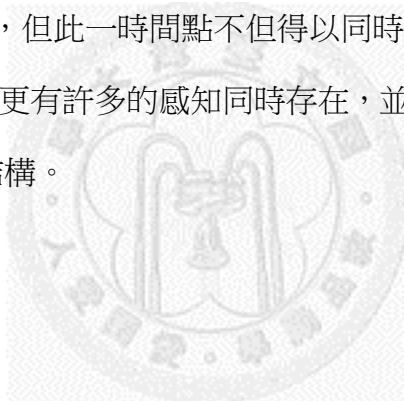 ，但此一時間點不但得以同時
更有許多的感知同時存在，並
結構。